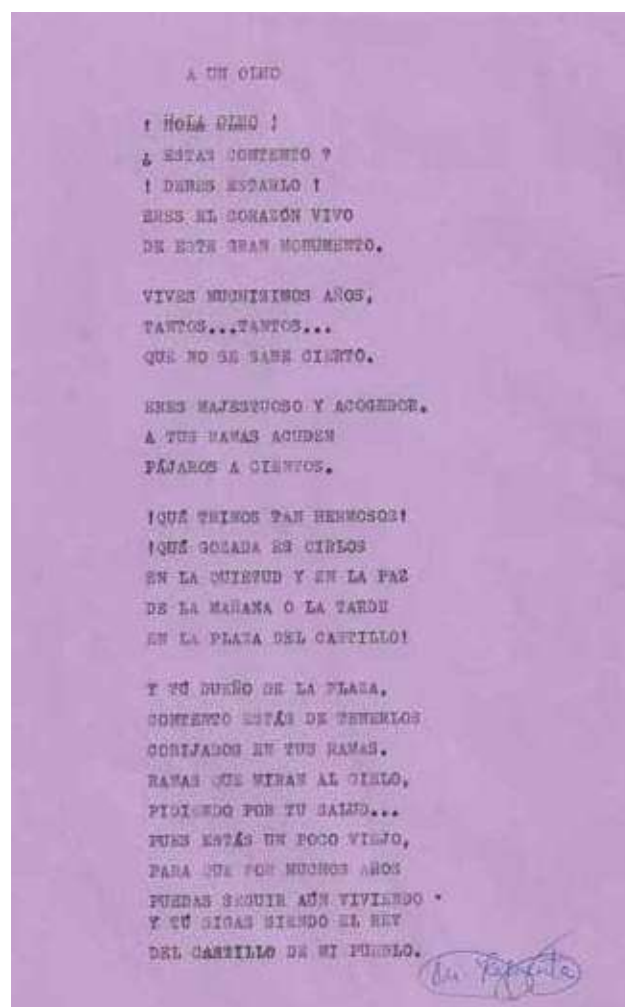 A UN OLMO
! HOLA OLMO !
¿ ESTAS CONTENTO ?
! DEBES ESTARLO !
ERES EL CORAZÓN VIVO
DE ESTE GRAN MONUMENTO.
VIVES MUCHISIMOS AÑOS,
TANTOS...TANTOS...
QUE NO SE SABE CIERTO.
ERES MAJESTUOSO Y ACOGEDOR.
A TUS RAMAS ACUDEN
PÁJAROS A CIENTOS.
!QUÉ TRINOS TAN HERMOSOS!
!QUÉ GOZADA ES OIRLOS
EN LA QUIETUD Y EN LA PAZ
DE LA MAÑANA O LA TARDE
EN LA PLAZA DEL CASTILLO!
Y TÚ DUEÑO DE LA PLAZA,
CONTENTO ESTÁS DE TENERLOS
COBIJADOS EN TUS RAMAS.
RAMAS QUE MIRAN AL CIELO,
PIDIENDO POR TU SALUD...
PUES ESTÁS UN POCO VIEJO,
PARA QUE POR MUCHOS AÑOS
PUEDAS SEGUIR AÚN VIVIENDO .
Y TÚ SIGAS SIENDO EL REY
DEL CASTILLO DE MI PUEBLO.